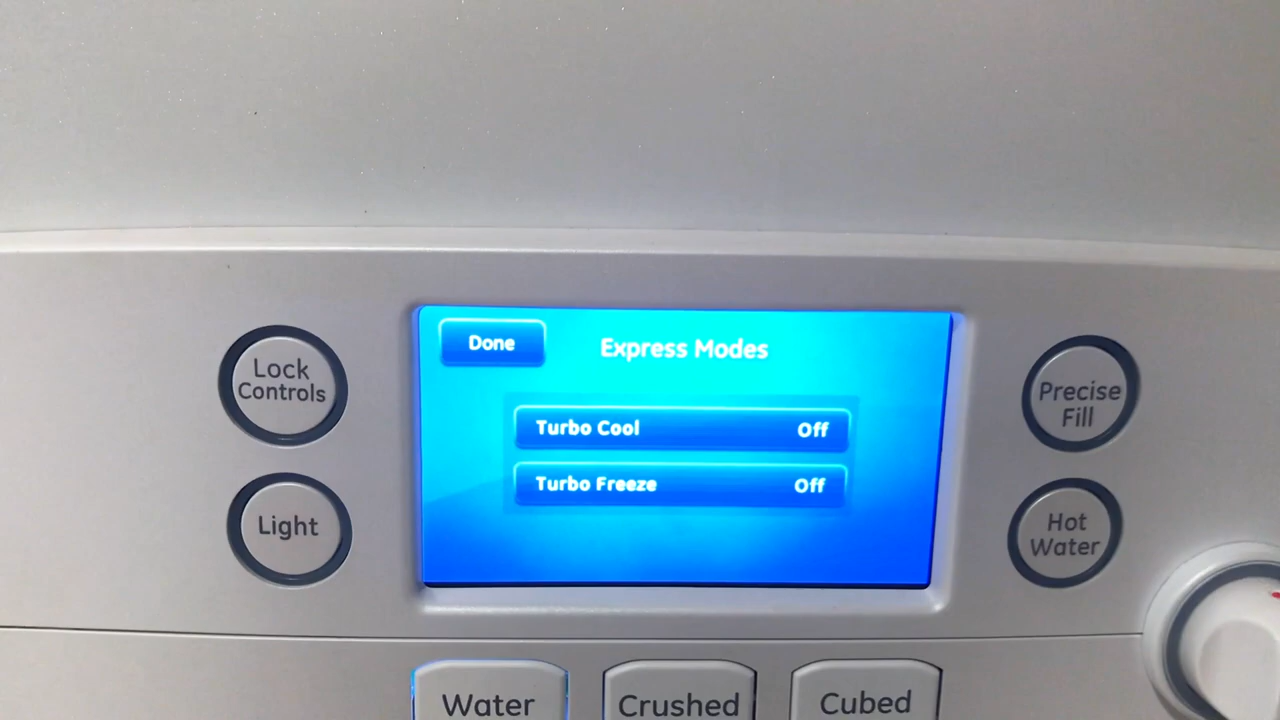 Lock
Controls
Light
Done
Express Modes
Turbo Cool Off
Turbo Freeze Off
Precise
Fill
Hot
Water
Water
Crushed
Cubed